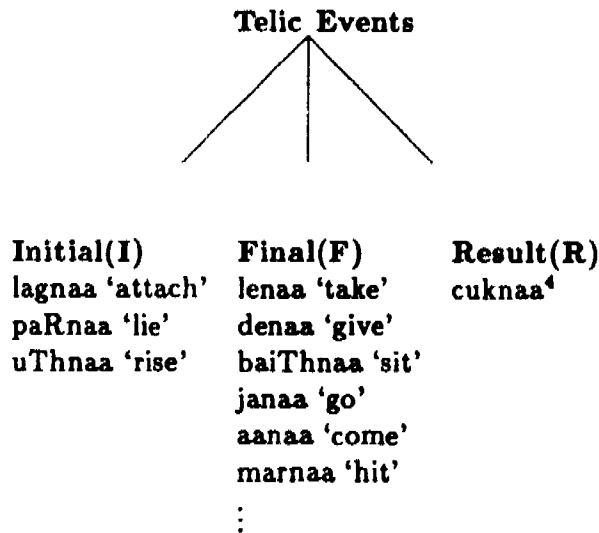 Telic Events
Initial(I) Final(F) Result(R)
lagnaa ‘attach’ lenaa ‘take’ cuknaa⁴
paRnaa ‘lie’ denaa ‘give’
uThnaa ‘rise’ baiThnaa ‘sit’
janaa ‘go’
aanaa ‘come’
marnaa ‘hit’
⋮